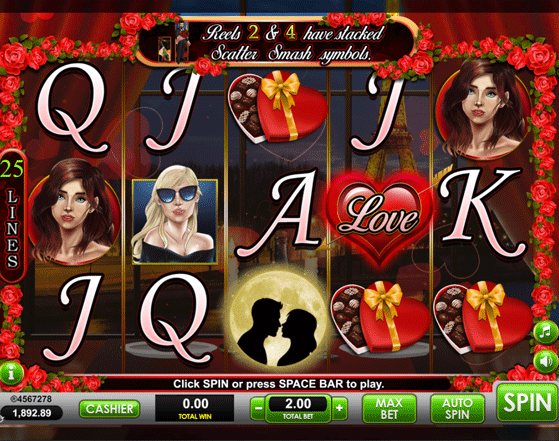 Reels 2 & 4 have stacked
Scatter Smash symbols.
Q J J
25
LINES
A Love K
J Q
Click SPIN or press SPACE BAR to play.
4567278
1,892.89
CASHIER
0.00
TOTAL WIN
-
2.00
TOTAL BET
+
MAX
BET
AUTO
SPIN
SPIN
i